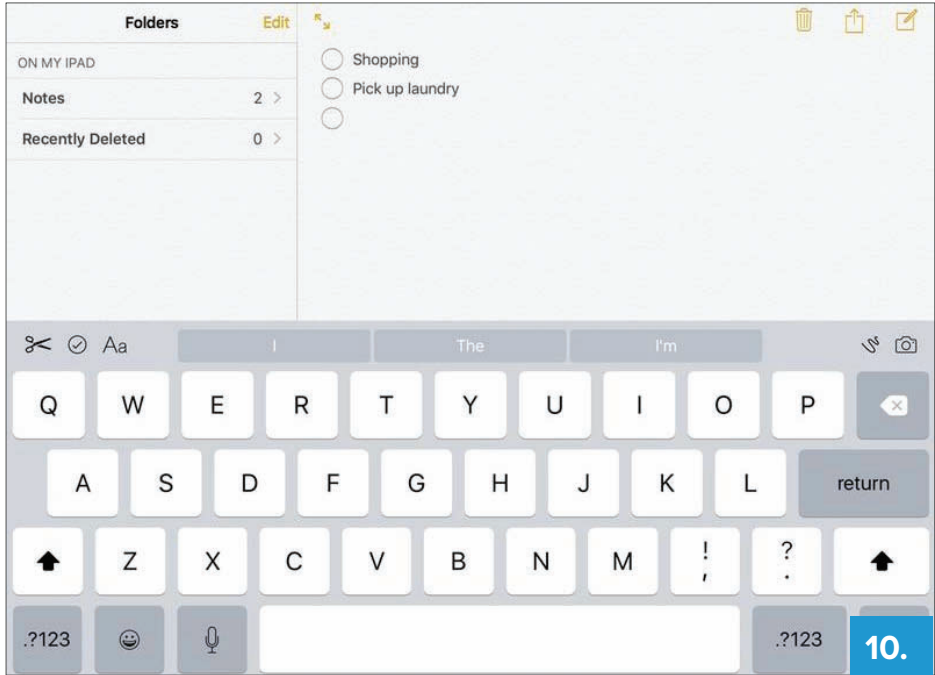 Folders
Edit
ON MY IPAD
Notes 2 >
Recently Deleted 0 >
Shopping
Pick up laundry
Aa
I The I'm
Q W E R T Y U I O P
A S D F G H J K L return
Z X C V B N M ! , ? .
.?123 .?123
10.